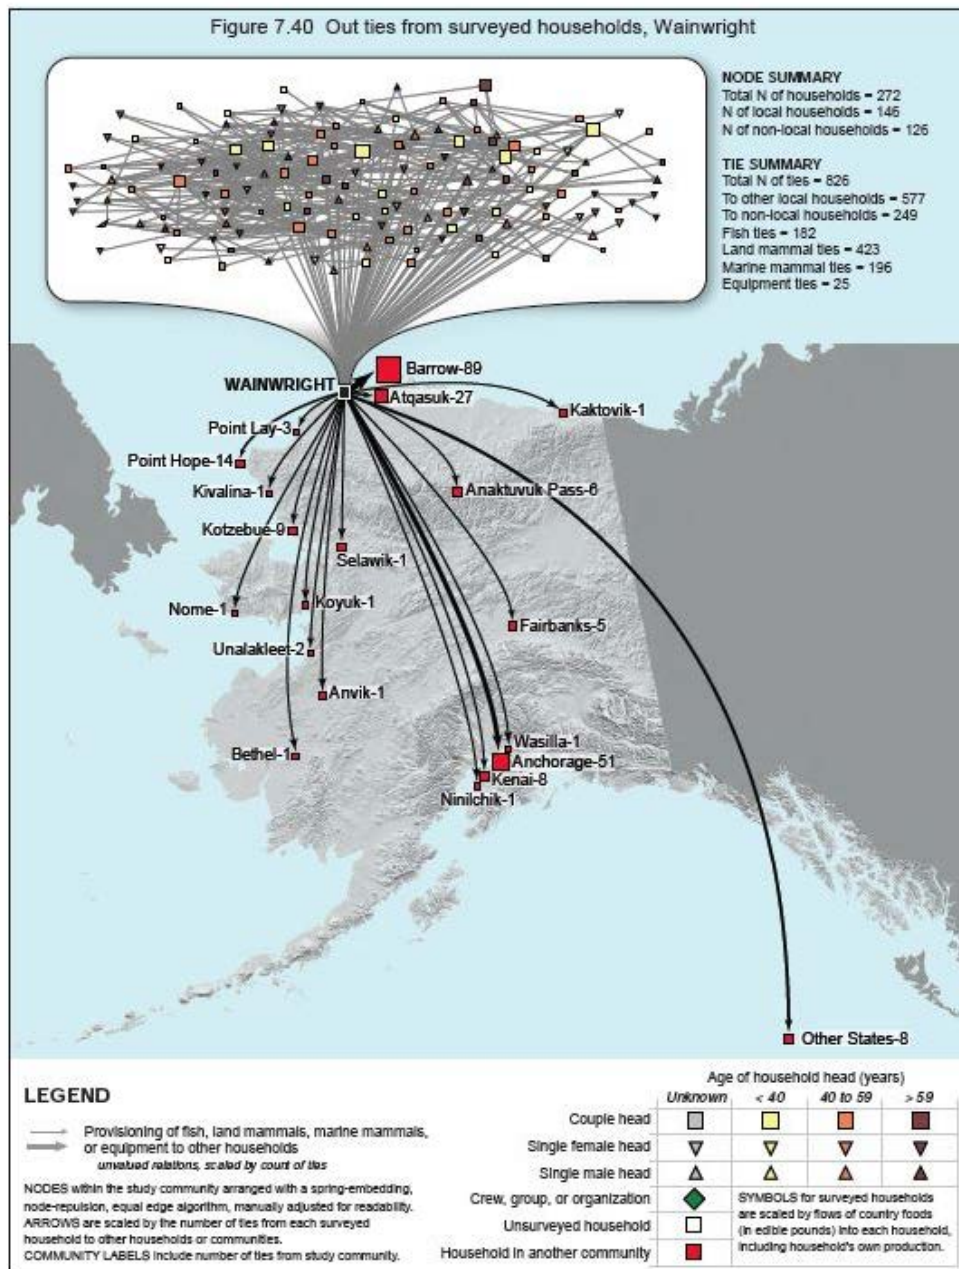 Figure 7.40  Out ties from surveyed households, Wainwright
NODE SUMMARY
Total N of households = 272
N of local households = 146
N of non-local households = 126
TIE SUMMARY
Total N of ties = 826
To other local households = 577
To non-local households = 249
Fish ties = 182
Land mammal ties = 423
Marine mammal ties = 196
Equipment ties = 25
Barrow-89
WAINWRIGHT
Atqasuk-27
Kaktovik-1
Point Lay-3
Point Hope-14
Kivalina-1
Anaktuvuk Pass-6
Kotzebue-9
Selawik-1
Nome-1
Koyuk-1
Fairbanks-5
Unalakleet-2
Anvik-1
Bethel-1
Wasilla-1
Anchorage-51
Kenai-8
Ninilchik-1
Other States-8
LEGEND
Provisioning of fish, land mammals, marine mammals,
or equipment to other households
unvalued relations, scaled by count of ties
NODES within the study community arranged with a spring-embedding,
node-repulsion, equal edge algorithm, manually adjusted for readability.
ARROWS are scaled by the number of ties from each surveyed
household to other households or communities.
COMMUNITY LABELS include number of ties from study community.
Age of household head (years)
Unknown < 40 40 to 59 > 59
Couple head
Single female head
Single male head
Crew, group, or organization
Unsurveyed household
Household in another community
SYMBOLS for surveyed households
are scaled by flows of country foods
(in edible pounds) into each household,
including household's own production.